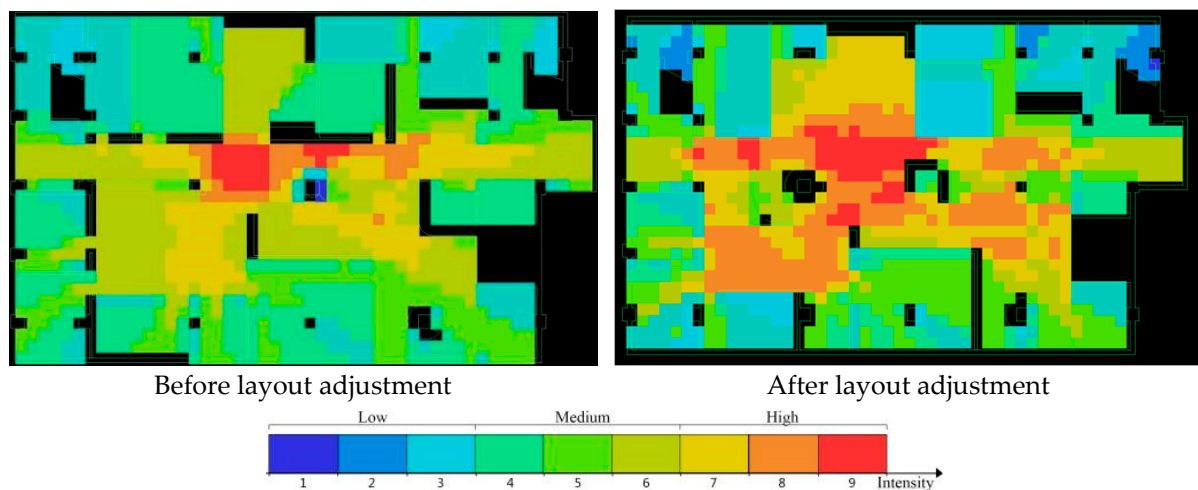 Before layout adjustment
After layout adjustment
Low Medium High
1 2 3 4 5 6 7 8 9 Intensity